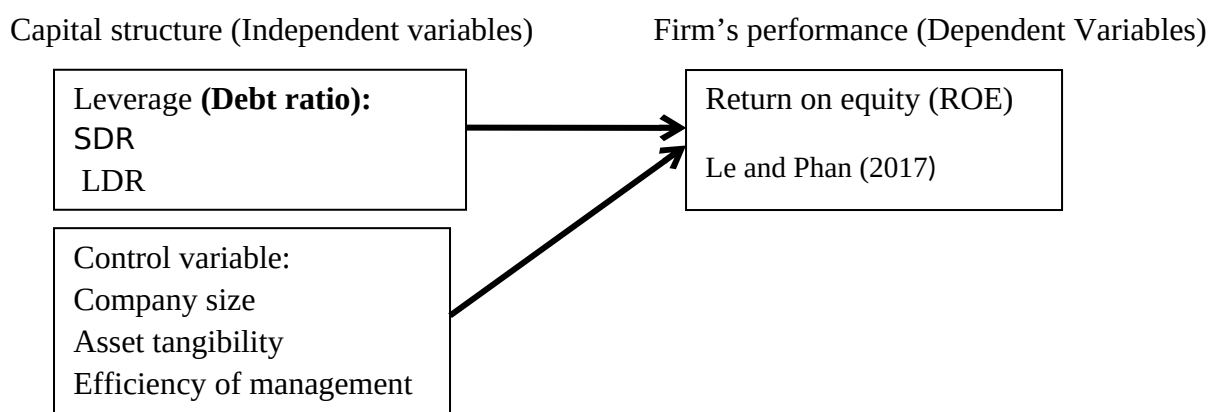 Capital structure (Independent variables)
Firm’s performance (Dependent Variables)
Leverage (Debt ratio):
SDR
LDR
Return on equity (ROE)
Le and Phan (2017)
Control variable:
Company size
Asset tangibility
Efficiency of management